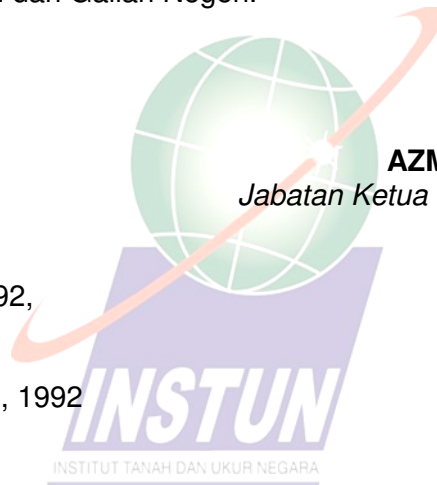 dan Galian Negeri.
AZM
Jabatan Ketua
92,
, 1992
INSTUN
INSTITUT TANAH DAN UKUR NEGARA